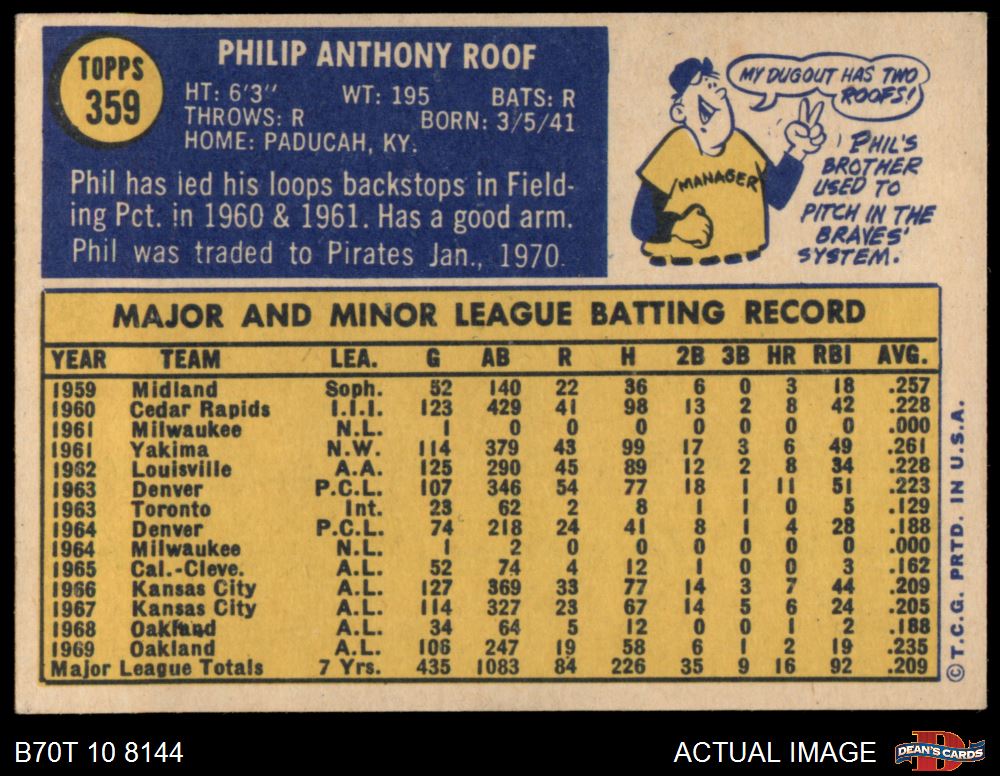 TOPPS
359
PHILIP ANTHONY ROOF
HT: 6'3" WT: 195 BATS: R
THROWS: R BORN: 3/5/41
HOME: PADUCAH, KY.
Phil has led his loops backstops in Field-
ing Pct. in 1960 & 1961. Has a good arm.
Phil was traded to Pirates Jan., 1970.
MY DUGOUT HAS TWO
ROOFS!
MANAGER
PHIL'S
BROTHER
USED TO
PITCH IN THE
BRAVES'
SYSTEM.
MAJOR AND MINOR LEAGUE BATTING RECORD
YEAR TEAM LEA. G AB R H 2B 3B HR RBI AVG.
1959 Midland Soph. 52 140 22 36 6 0 3 18 .257
1960 Cedar Rapids I.I.I. 123 429 41 98 13 2 8 42 .228
1961 Milwaukee N.L. 1 0 0 0 0 0 0 0 .000
1961 Yakima N.W. 114 379 43 99 17 3 6 49 .261
1962 Louisville A.A. 125 290 45 89 12 2 8 34 .228
1963 Denver P.C.L. 107 346 54 77 18 1 11 51 .223
1963 Toronto Int. 23 62 2 8 1 1 0 5 .129
1964 Denver P.C.L. 74 218 24 41 8 1 4 28 .188
1964 Milwaukee N.L. 1 2 0 0 0 0 0 0 .000
1965 Cal.-Cleve. A.L. 52 74 4 12 1 0 0 3 .162
1966 Kansas City A.L. 127 369 33 77 14 3 7 44 .209
1967 Kansas City A.L. 114 327 23 67 14 5 6 24 .205
1968 Oakland A.L. 34 64 5 12 0 0 1 2 .188
1969 Oakland A.L. 106 247 19 58 6 1 2 19 .235
Major League Totals 7 Yrs. 435 1083 84 226 35 9 16 92 .209
© T.C.G. PRTD. IN U.S.A.
B70T 10 8144
ACTUAL IMAGE
DEAN'S CARDS